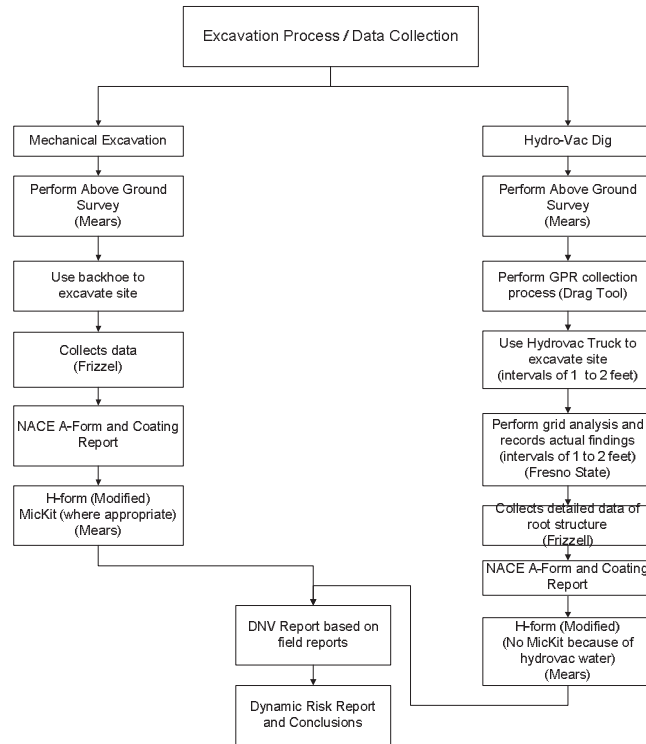 Excavation Process / Data Collection
Mechanical Excavation
Perform Above Ground
Survey
(Mears)
Use backhoe to
excavate site
Collects data
(Frizzel)
NACE A-Form and Coating
Report
H-form (Modified)
MicKit (where appropriate)
(Mears)
Hydro-Vac Dig
Perform Above Ground
Survey
(Mears)
Perform GPR collection
process (Drag Tool)
Use Hydrovac Truck to
excavate site
(intervals of 1 to 2 feet)
Perform grid analysis and
records actual findings
(intervals of 1 to 2 feet)
(Fresno State)
Collects detailed data of
root structure
(Frizzell)
NACE A-Form and Coating
Report
H-form (Modified)
(No MicKit because of
hydrovac water)
(Mears)
DNV Report based on
field reports
Dynamic Risk Report
and Conclusions